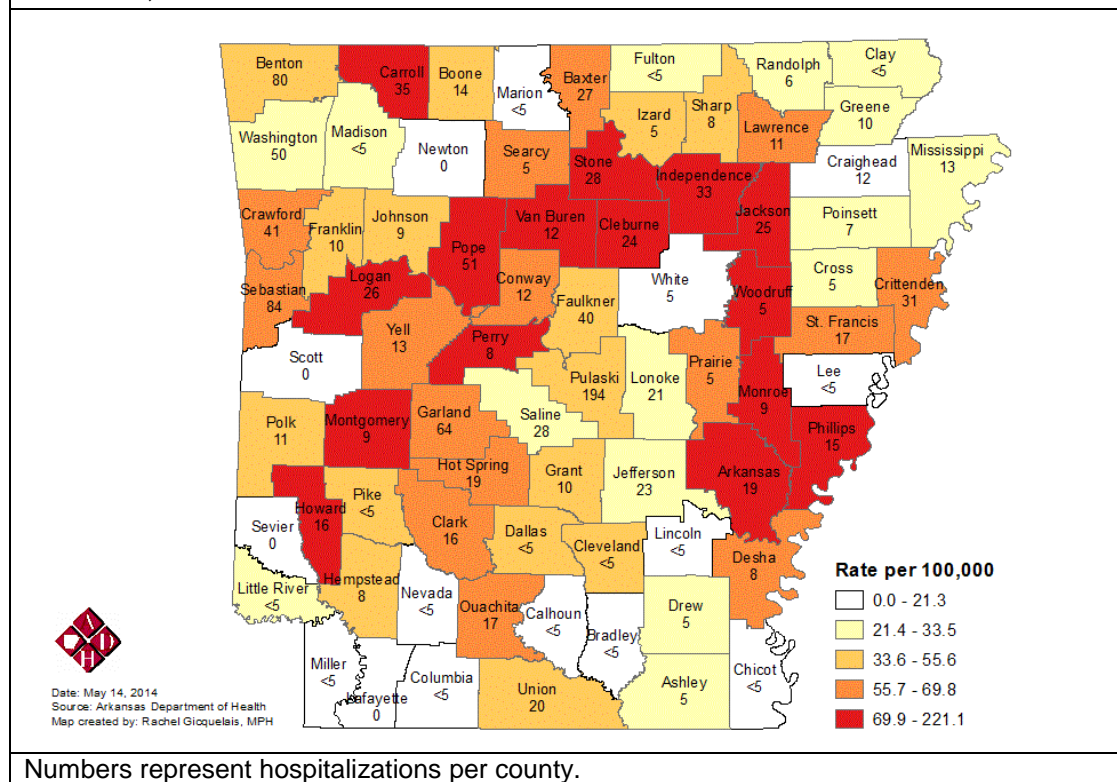 Benton
80
Carroll
35
Boone
14
Marion
<5
Baxter
27
Fulton
<5
Randolph
6
Clay
<5
Washington
50
Madison
<5
Newton
0
Searcy
5
Stone
28
Izard
5
Sharp
8
Lawrence
11
Greene
10
Craighead
12
Mississippi
13
Crawford
41
Franklin
10
Johnson
9
Pope
51
Van Buren
12
Cleburne
24
Independence
33
Jackson
25
Poinsett
7
Sebastian
84
Logan
26
Conway
12
Faulkner
40
White
5
Woodruff
5
Cross
5
Crittenden
31
St. Francis
17
Scott
0
Yell
13
Perry
8
Pulaski
194
Lonoke
21
Prairie
5
Monroe
9
Lee
<5
Phillips
15
Polk
11
Montgomery
9
Garland
64
Saline
28
Hot Spring
19
Grant
10
Jefferson
23
Arkansas
19
Sevier
0
Howard
16
Pike
<5
Clark
16
Dallas
<5
Cleveland
<5
Lincoln
<5
Desha
8
Little River
<5
Hempstead
8
Nevada
<5
Ouachita
17
Calhoun
<5
Bradley
<5
Drew
5
Chicot
<5
Miller
<5
Lafayette
0
Columbia
<5
Union
20
Ashley
5
Rate per 100,000
0.0 - 21.3
21.4 - 33.5
33.6 - 55.6
55.7 - 69.8
69.9 - 221.1
A
D
H
Date: May 14, 2014
Source: Arkansas Department of Health
Map created by: Rachel Gicquelais, MPH
Numbers represent hospitalizations per county.